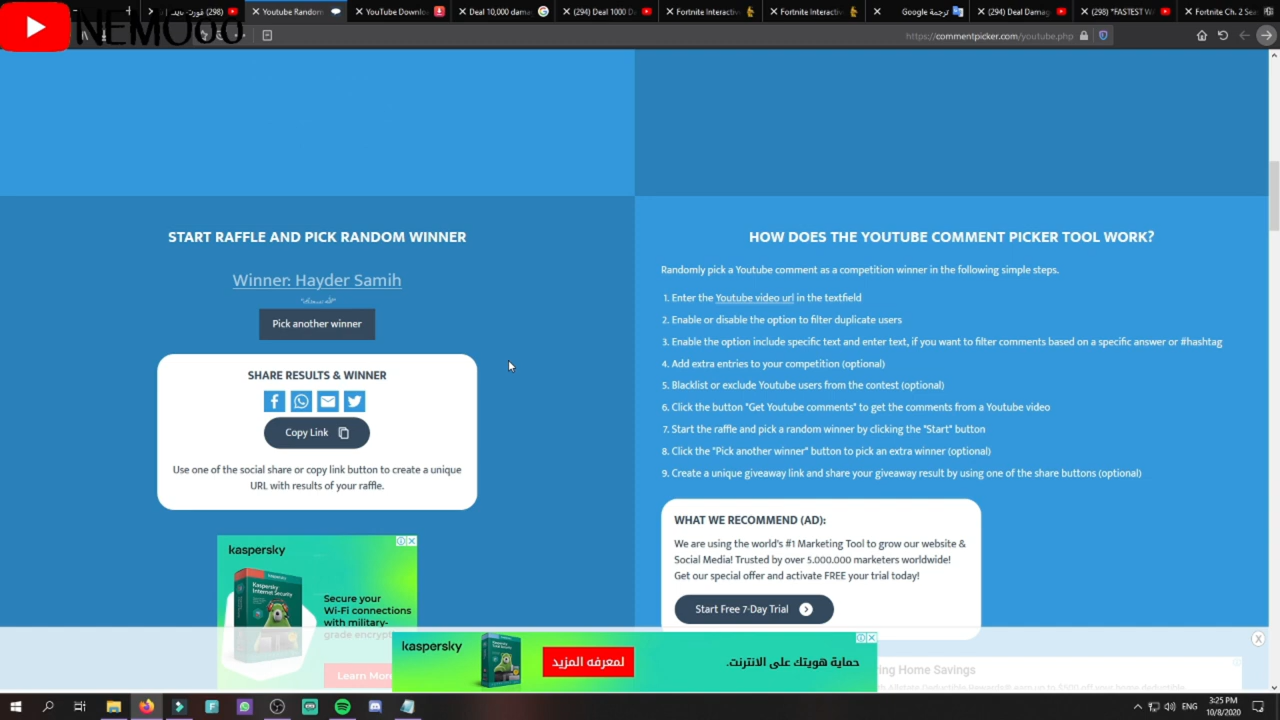 NEMO00
(298) فورت
Youtube Random
YouTube Downlo
Deal 10,000 damag
(294) Deal 1000 D
Fortnite Interactiv
Fortnite Interactiv
ترجمة Google
(294) Deal Damag
(298) *FASTEST W
Fortnite Ch. 2 Sea
https://commentpicker.com/youtube.php
START RAFFLE AND PICK RANDOM WINNER
Winner: Hayder Samih
Pick another winner
SHARE RESULTS & WINNER
Copy Link
Use one of the social share or copy link button to create a unique
URL with results of your raffle.
kaspersky
Secure your
Wi-Fi connections
with military-
grade encrypt
Learn More
HOW DOES THE YOUTUBE COMMENT PICKER TOOL WORK?
Randomly pick a Youtube comment as a competition winner in the following simple steps.
1. Enter the Youtube video url in the textfield
2. Enable or disable the option to filter duplicate users
3. Enable the option include specific text and enter text, if you want to filter comments based on a specific answer or #hashtag
4. Add extra entries to your competition (optional)
5. Blacklist or exclude Youtube users from the contest (optional)
6. Click the button "Get Youtube comments" to get the comments from a Youtube video
7. Start the raffle and pick a random winner by clicking the "Start" button
8. Click the "Pick another winner" button to pick an extra winner (optional)
9. Create a unique giveaway link and share your giveaway result by using one of the share buttons (optional)
WHAT WE RECOMMEND (AD):
We are using the world's #1 Marketing Tool to grow our website &
Social Media! Trusted by over 5.000.000 marketers worldwide!
Get our special offer and activate FREE your trial today!
Start Free 7-Day Trial
kaspersky
لمعرفه المزيد
حماية هويتك على الانترنت.
ing Home Savings
ENG
3:25 PM
10/8/2020